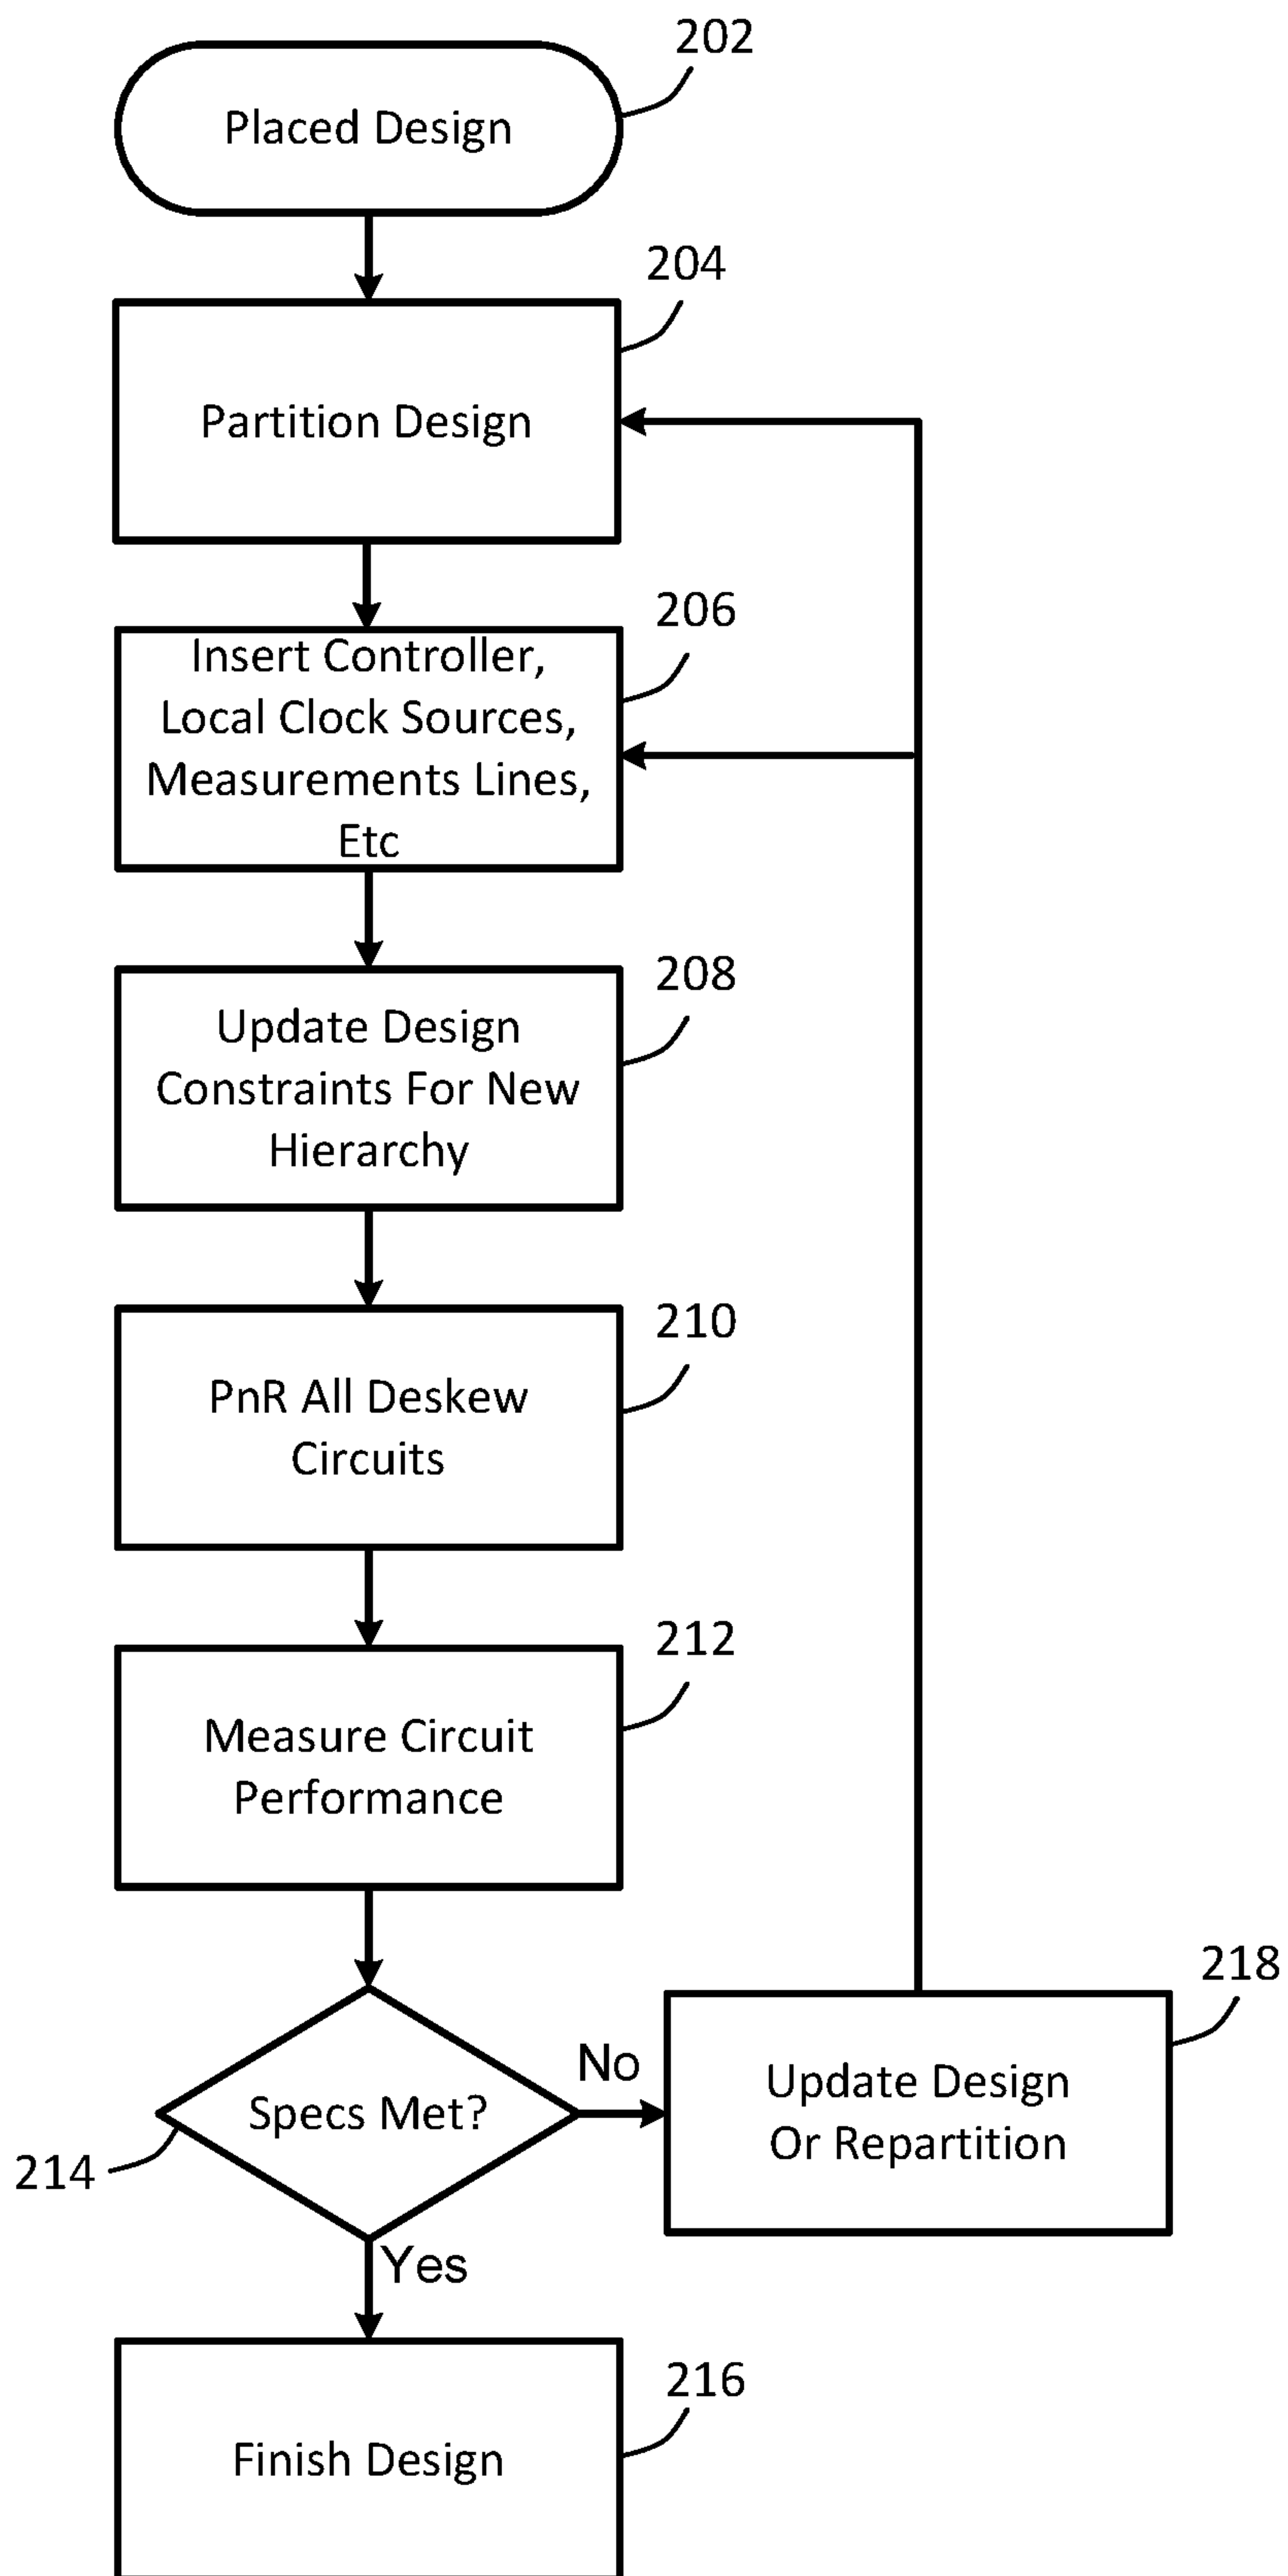 202
Placed Design
204
Partition Design
206
Insert Controller,
Local Clock Sources,
Measurements Lines,
Etc
208
Update Design
Constraints For New
Hierarchy
210
PnR All Deskew
Circuits
212
Measure Circuit
Performance
218
No
Specs Met?
Update Design
Or Repartition
214
Yes
216
Finish Design